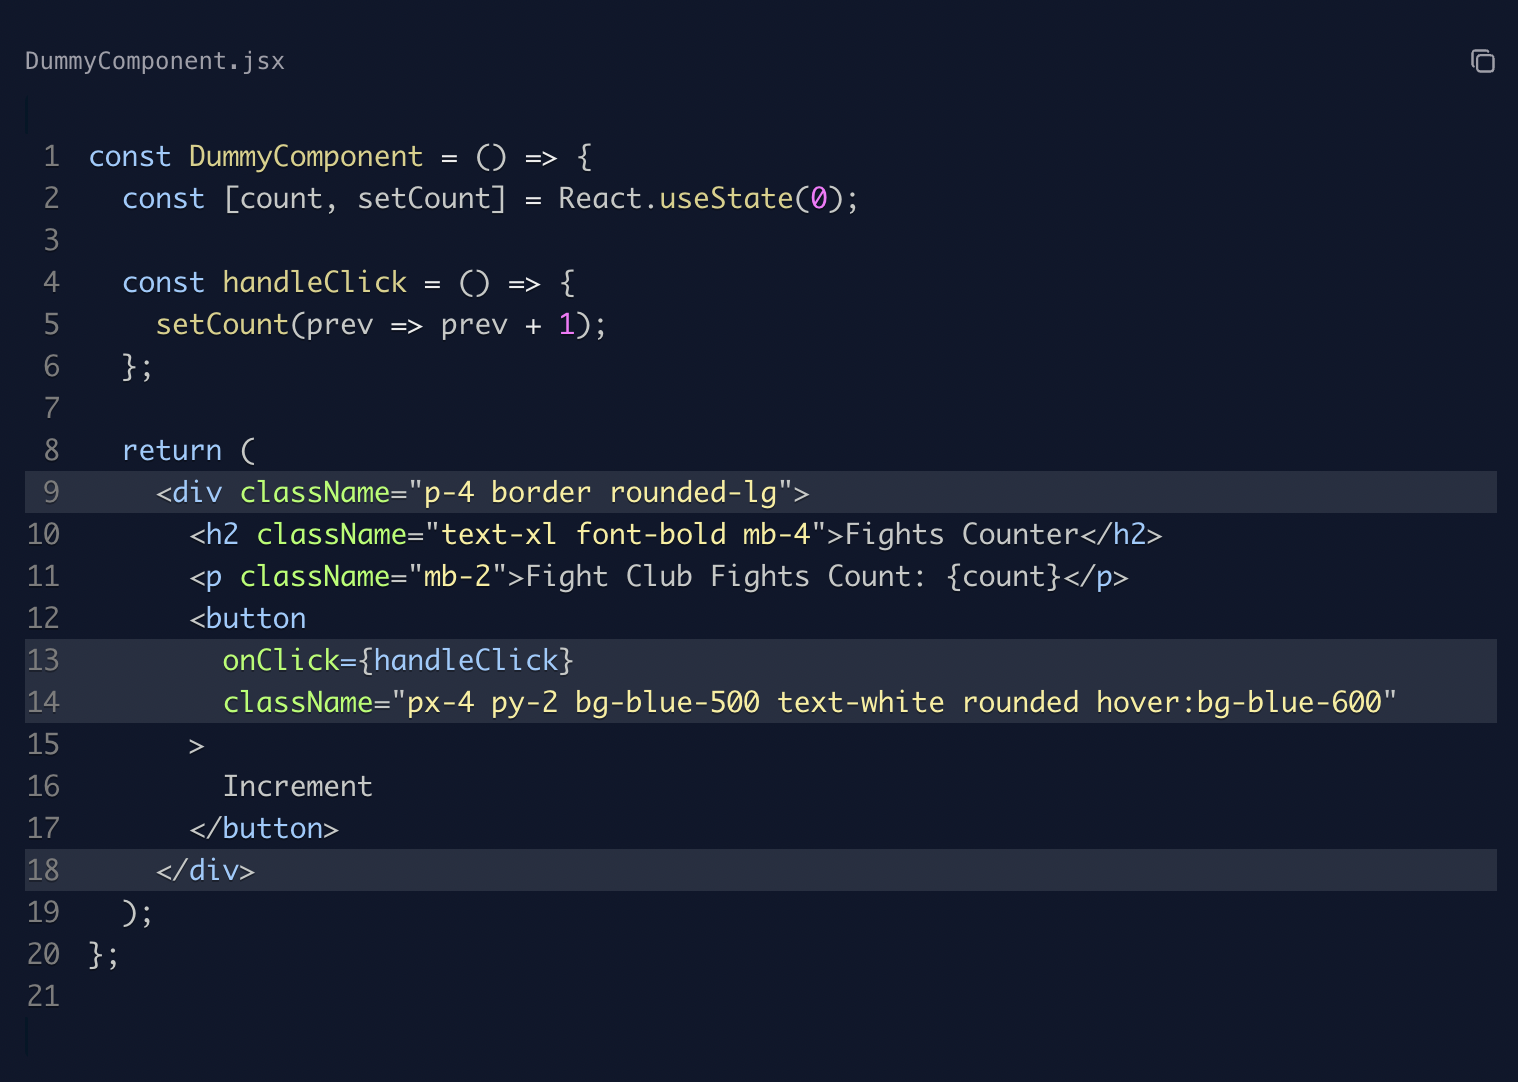 DummyComponent.jsx
1 const DummyComponent = () => {
2   const [count, setCount] = React.useState(0);
3
4   const handleClick = () => {
5     setCount(prev => prev + 1);
6   };
7
8   return (
9     <div className="p-4 border rounded-lg">
10       <h2 className="text-xl font-bold mb-4">Fights Counter</h2>
11       <p className="mb-2">Fight Club Fights Count: {count}</p>
12       <button
13         onClick={handleClick}
14         className="px-4 py-2 bg-blue-500 text-white rounded hover:bg-blue-600"
15       >
16         Increment
17       </button>
18     </div>
19   );
20 };
21